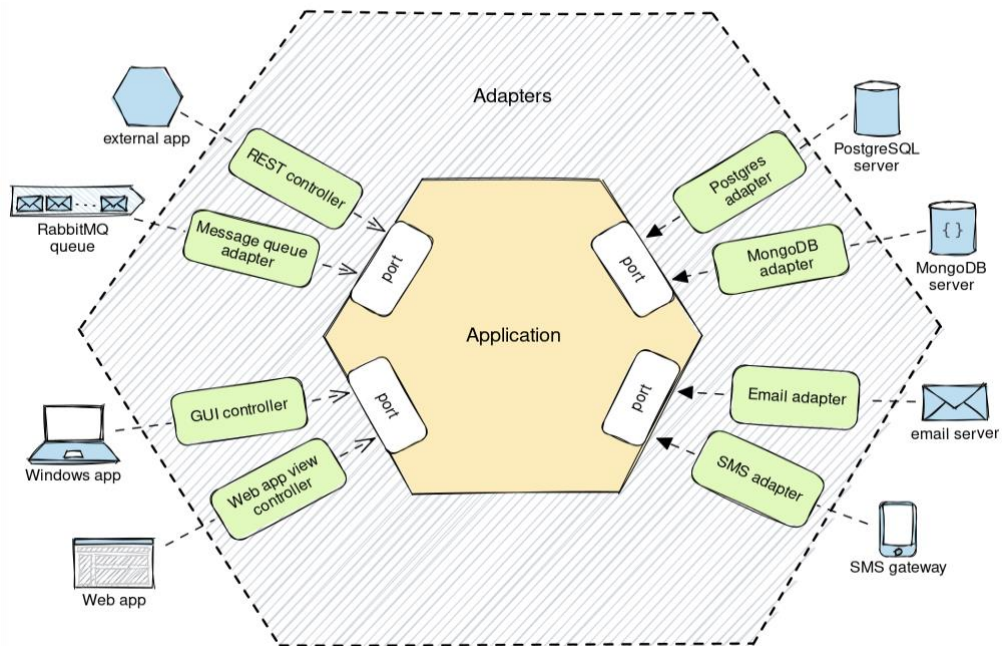 Adapters
external app
REST controller
RabbitMQ
queue
Message queue
adapter
port
PostgreSQL
server
Postgres
adapter
MongoDB
server
{ }
MongoDB
adapter
port
Application
Windows app
GUI controller
Web app
Web app view
controller
port
email server
Email adapter
SMS gateway
SMS adapter
port